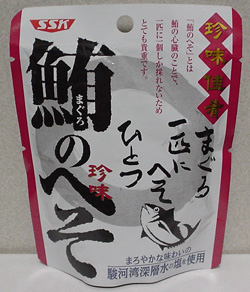 SSK
珍味佳肴
「鮪のへそ」とは
鮪の心臓のことで、
一匹に一個しか採れないため
とても貴重です。
鮪のへそ
まぐろ
珍味
まぐろ
一匹に
へそ
ひとつ
まろやかな味わいの
駿河湾深層水の塩を使用